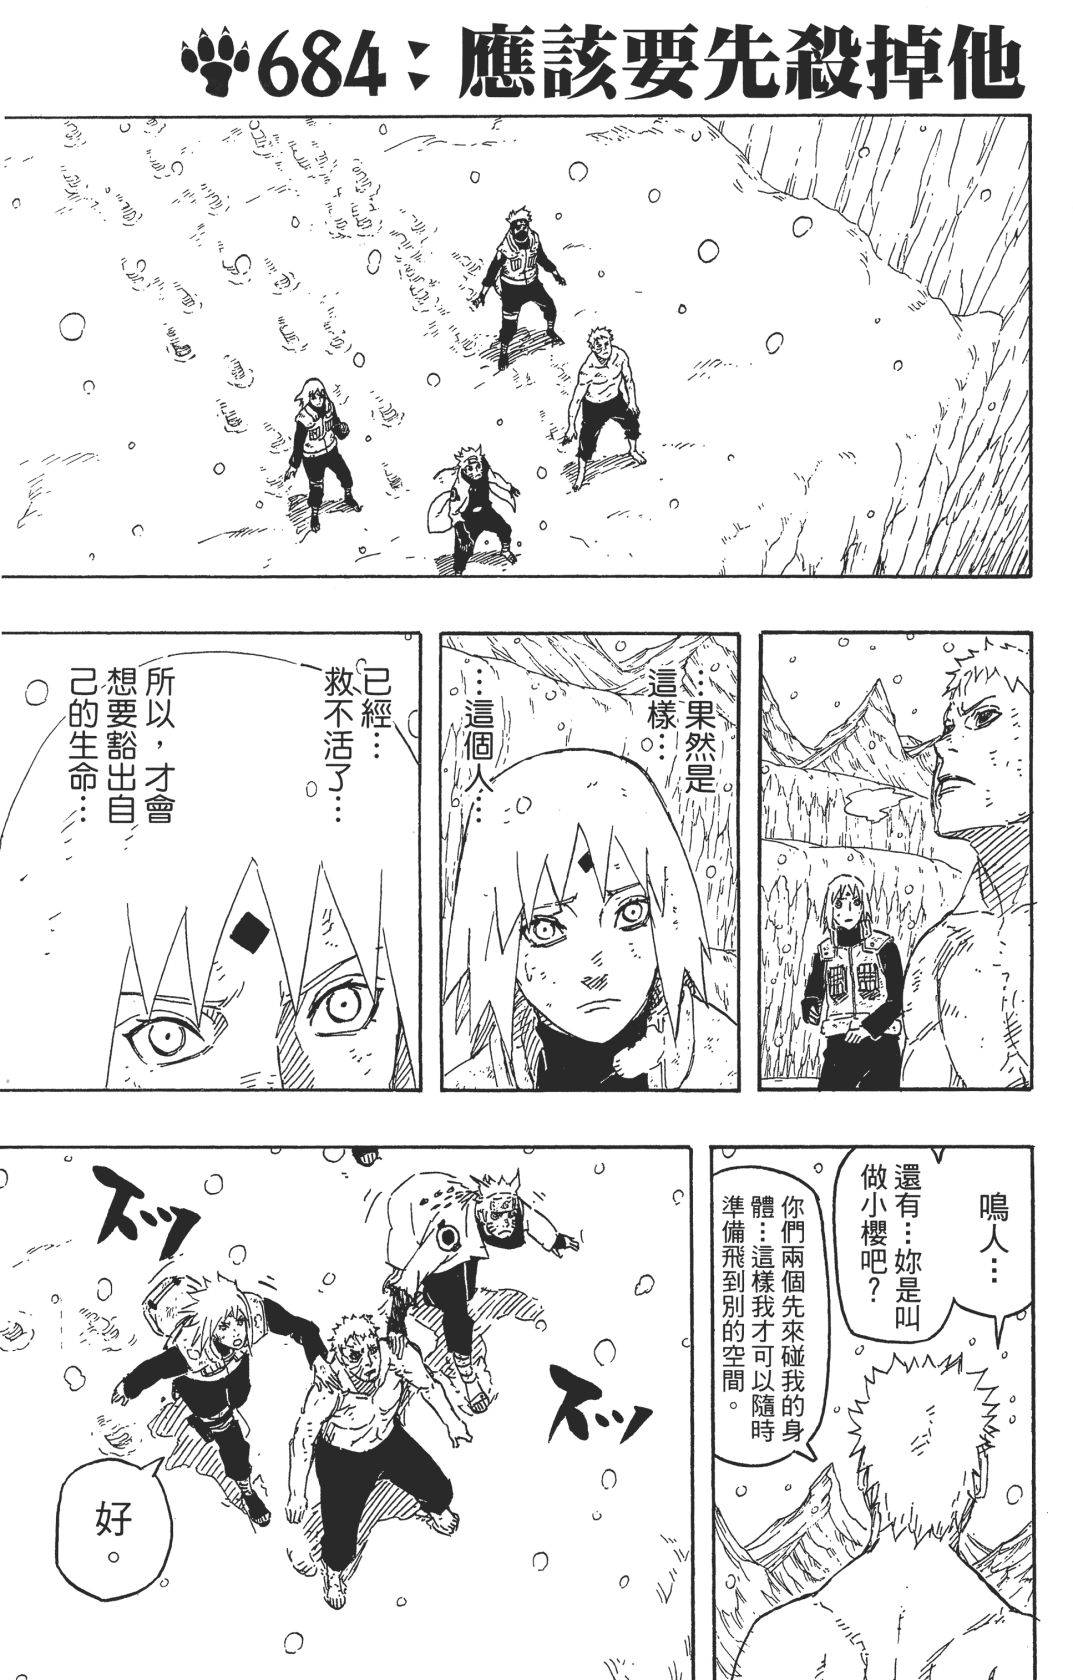 684：應該要先殺掉他
…果然是
這樣…
…這個人…
已經…
救不活了…
所以，才會
想要豁出自
己的生命…
鳴人…
還有…妳是叫
做小櫻吧？
你們兩個先來碰我的身
體…這樣我才可以隨時
準備飛到別的空間。
好。
ズッ
ズッ